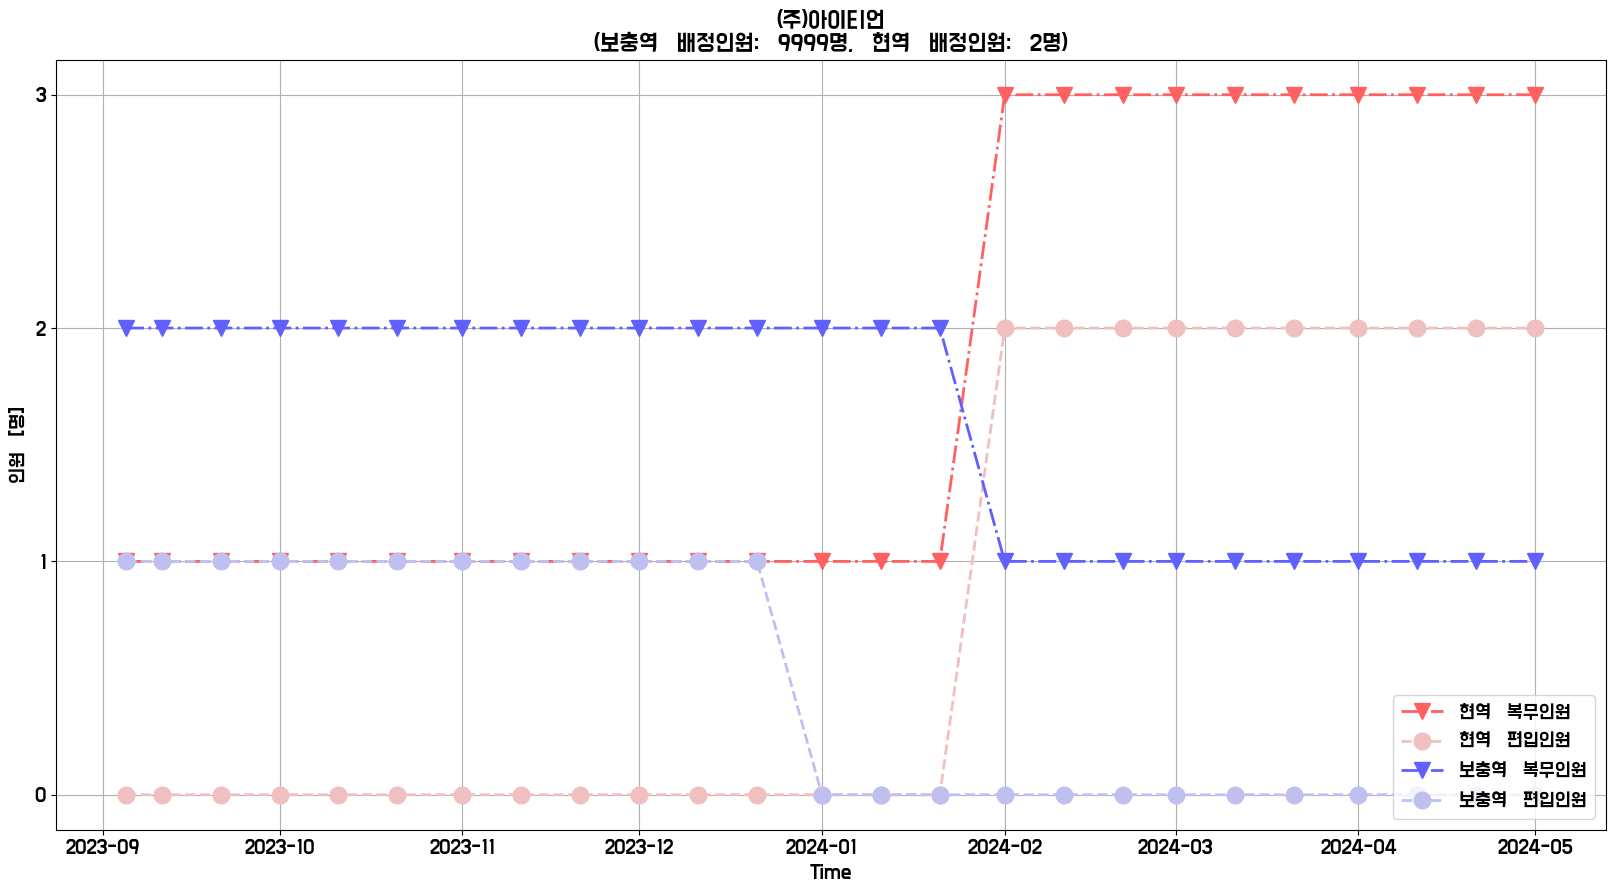 (주)아이티언
(보충역 배정인원: 9999명, 현역 배정인원: 2명)
3
2
1
0
인원 [명]
2023-09 2023-10 2023-11 2023-12 2024-01 2024-02 2024-03 2024-04 2024-05
Time
현역 복무인원
현역 편입인원
보충역 복무인원
보충역 편입인원